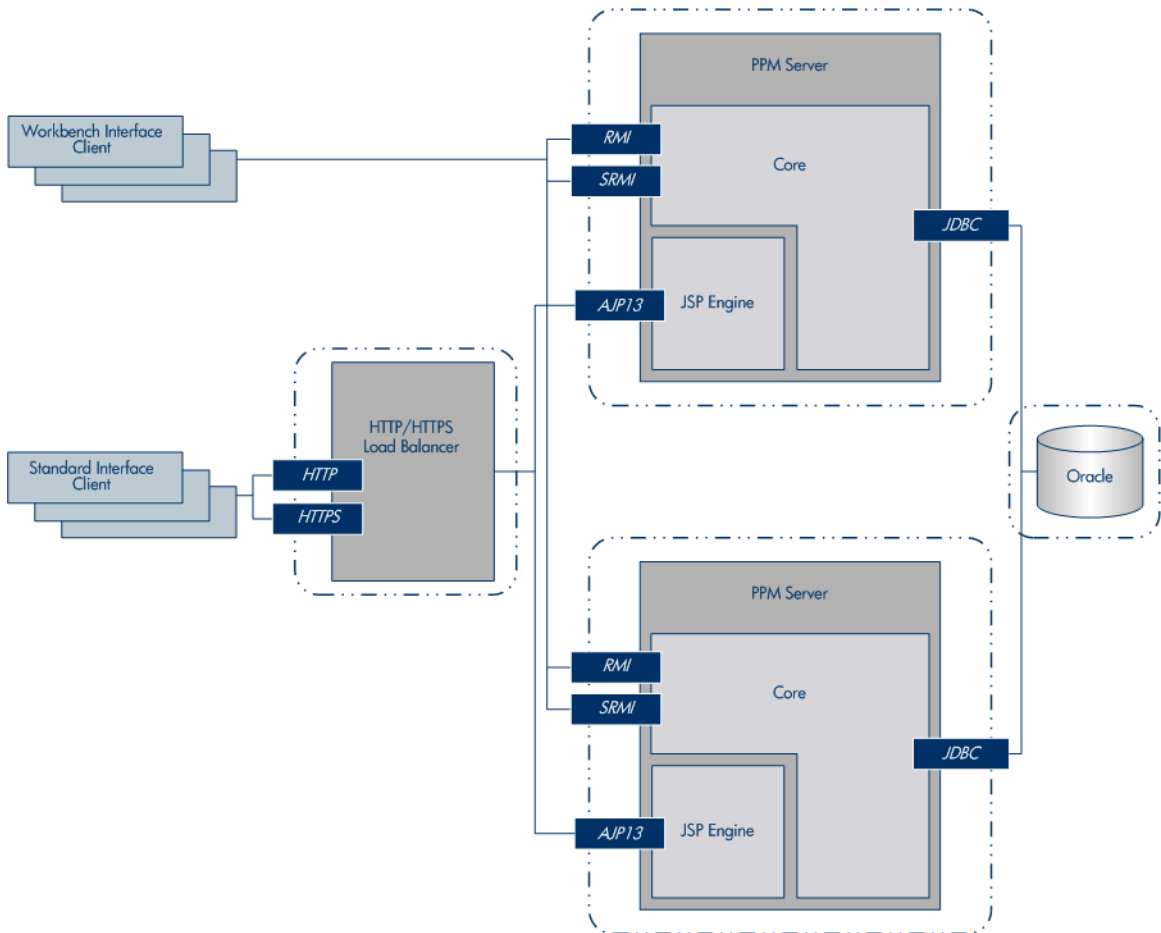 PPM Server
Workbench Interface
Client
RMI
Core
SRMI
JDBC
AJP13
JSP Engine
HTTP/HTTPS
Load Balancer
Standard Interface
Client
HTTP
HTTPS
Oracle
PPM Server
RMI
Core
SRMI
JDBC
AJP13
JSP Engine